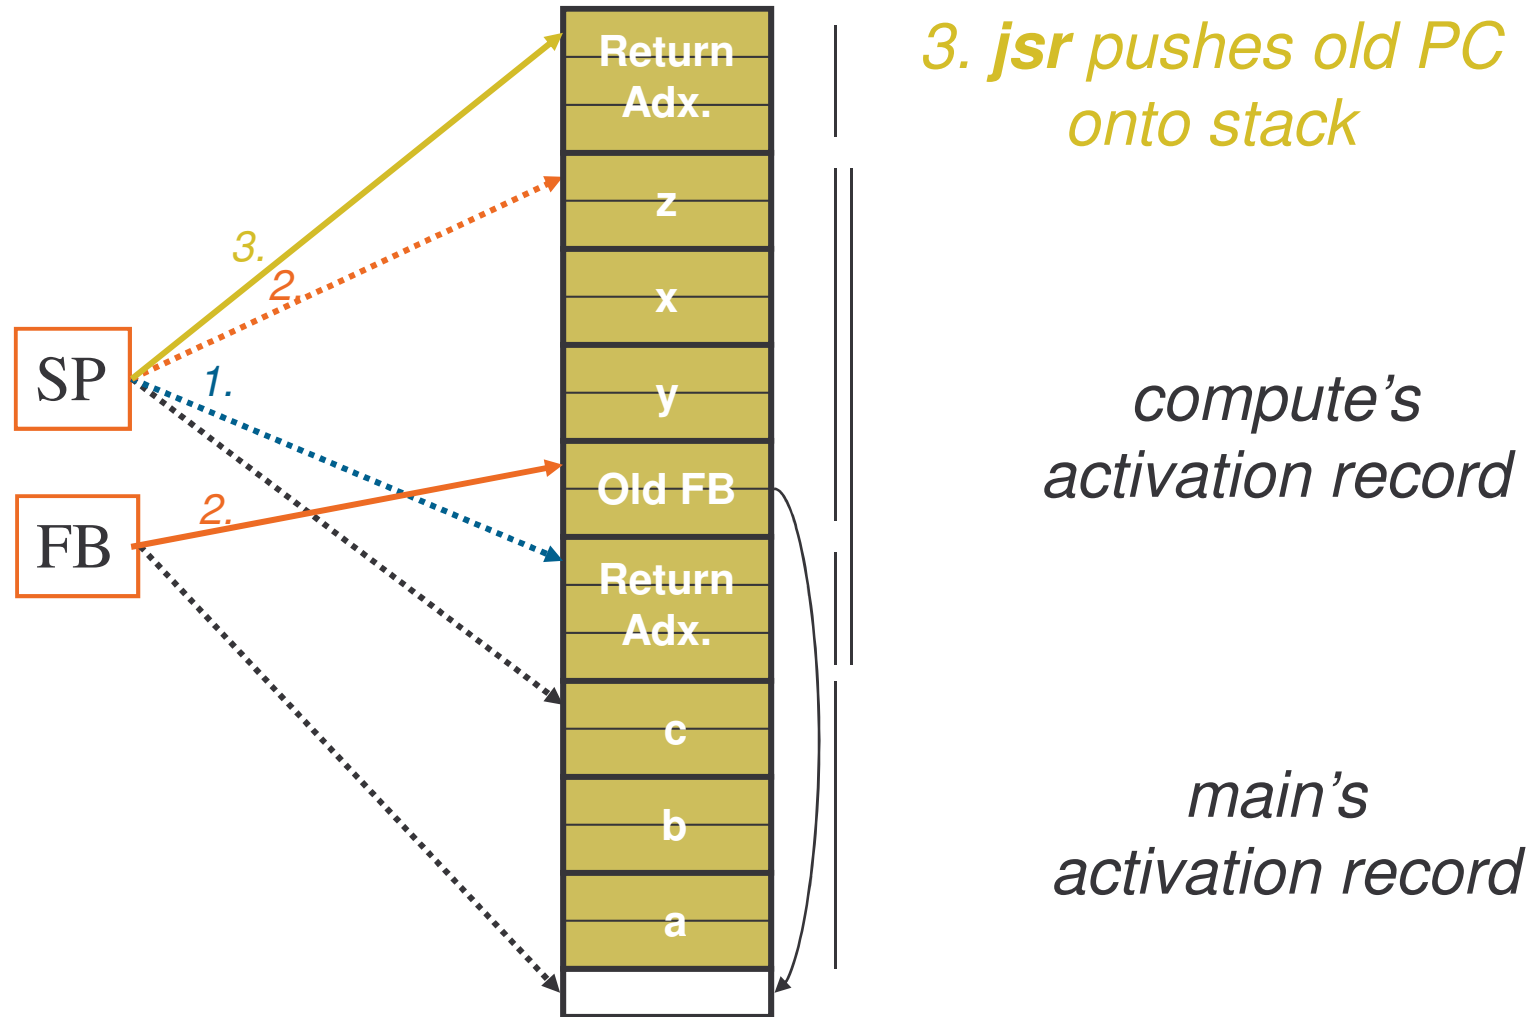 3. jsr pushes old PC
onto stack
Return
Adx.
z
3.
2.
x
SP
1.
y
compute's
activation record
Old FB
2.
FB
Return
Adx.
c
b
main's
activation record
a